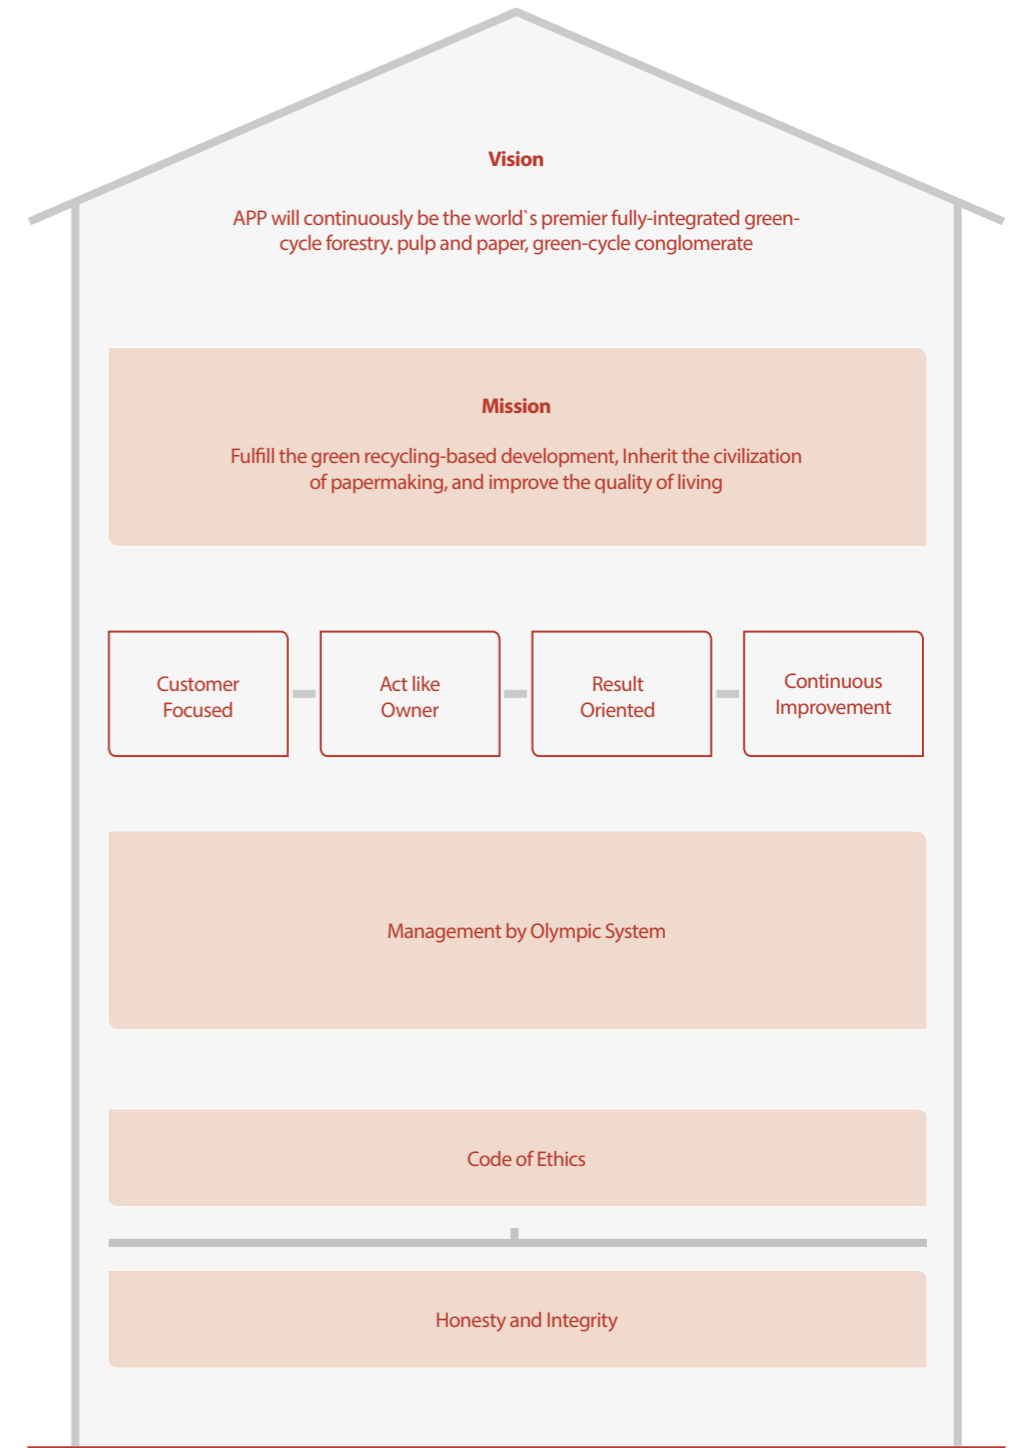 Vision
APP will continuously be the world`s premier fully-integrated green-
cycle forestry. pulp and paper, green-cycle conglomerate
Mission
Fulfill the green recycling-based development, Inherit the civilization
of papermaking, and improve the quality of living
Customer
Focused
Act like
Owner
Result
Oriented
Continuous
Improvement
Management by Olympic System
Code of Ethics
Honesty and Integrity